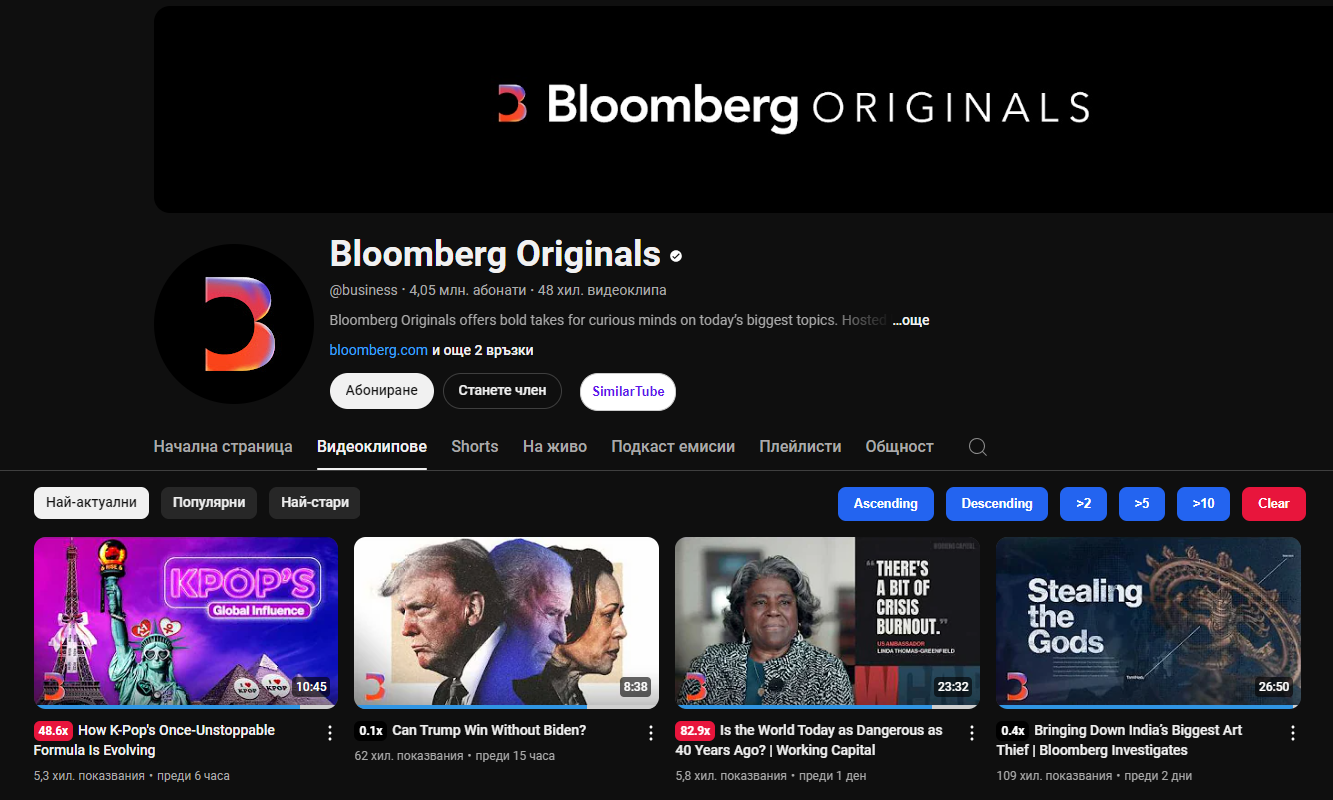 Bloomberg ORIGINALS
Bloomberg Originals
@business · 4,05 млн. абонати · 48 хил. видеоклипа
Bloomberg Originals offers bold takes for curious minds on today's biggest topics. Hosted ...още
bloomberg.com и още 2 връзки
Абониране Станете член SimilarTube
Начална страница Видеоклипове Shorts На живо Подкаст емисии Плейлисти Общност
Най-актуални Популярни Най-стари Ascending Descending >2 >5 >10 Clear
KPOP'S
Global Influence
I ♥ KPOP
I ♥ KPOP
10:45
8:38
WORKING CAPITAL
"THERE'S
A BIT OF
CRISIS
BURNOUT."
US AMBASSADOR
LINDA THOMAS-GREENFIELD
23:32
Stealing
the
Gods
26:50
48.6x How K-Pop's Once-Unstoppable
Formula Is Evolving
5,3 хил. показвания • преди 6 часа
0.1x Can Trump Win Without Biden?
62 хил. показвания • преди 15 часа
82.9x Is the World Today as Dangerous as
40 Years Ago? | Working Capital
5,8 хил. показвания • преди 1 ден
0.4x Bringing Down India's Biggest Art
Thief | Bloomberg Investigates
109 хил. показвания • преди 2 дни